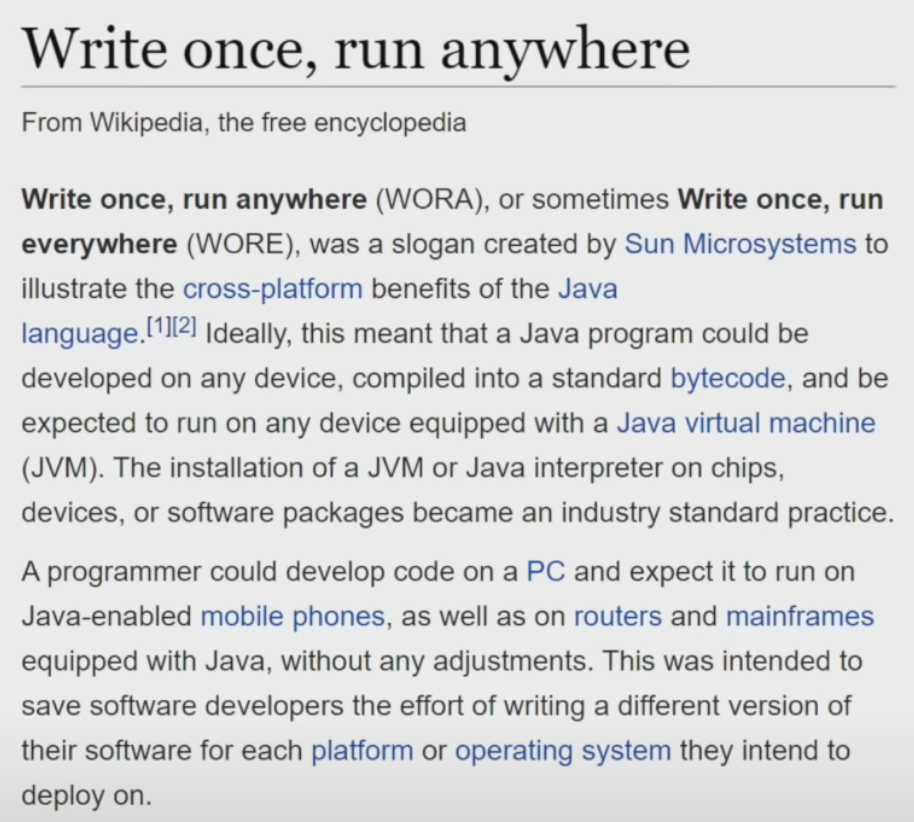 Write once, run anywhere
From Wikipedia, the free encyclopedia
Write once, run anywhere (WORA), or sometimes Write once, run
everywhere (WORE), was a slogan created by Sun Microsystems to
illustrate the cross-platform benefits of the Java
language.[1][2] Ideally, this meant that a Java program could be
developed on any device, compiled into a standard bytecode, and be
expected to run on any device equipped with a Java virtual machine
(JVM). The installation of a JVM or Java interpreter on chips,
devices, or software packages became an industry standard practice.
A programmer could develop code on a PC and expect it to run on
Java-enabled mobile phones, as well as on routers and mainframes
equipped with Java, without any adjustments. This was intended to
save software developers the effort of writing a different version of
their software for each platform or operating system they intend to
deploy on.